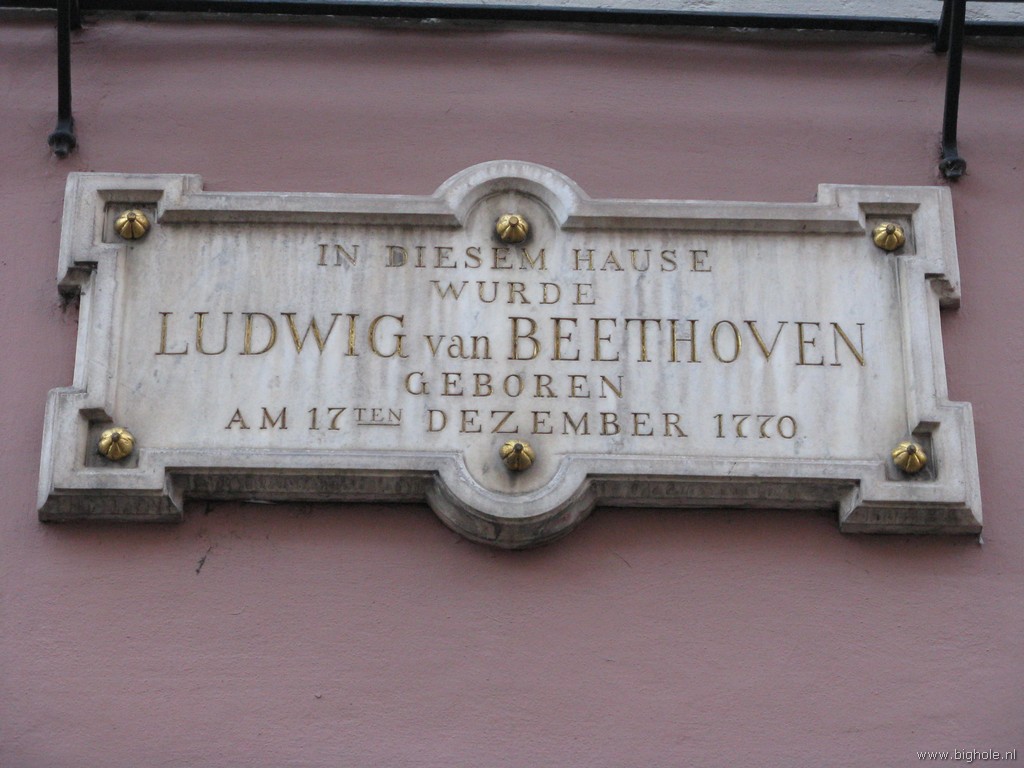 IN DIESEM HAUSE
WURDE
LUDWIG van BEETHOVEN
GEBOREN
AM 17TEN DEZEMBER 1770
www.bighole.nl